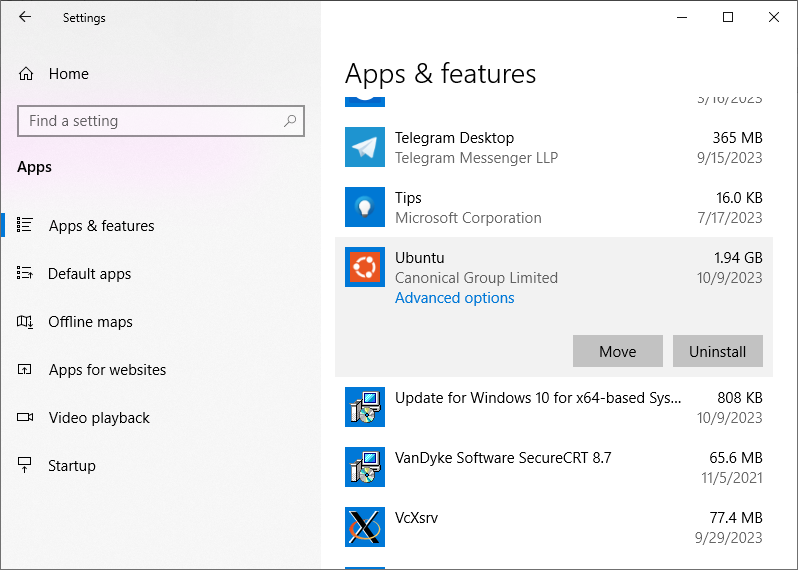 Settings
Home
Find a setting
Apps
Apps & features
Default apps
Offline maps
Apps for websites
Video playback
Startup
Apps & features
3/16/2023
Telegram Desktop 365 MB
Telegram Messenger LLP 9/15/2023
Tips 16.0 KB
Microsoft Corporation 7/17/2023
Ubuntu 1.94 GB
Canonical Group Limited 10/9/2023
Advanced options
Move Uninstall
Update for Windows 10 for x64-based Sys... 808 KB
10/9/2023
VanDyke Software SecureCRT 8.7 65.6 MB
11/5/2021
VcXsrv 77.4 MB
9/29/2023